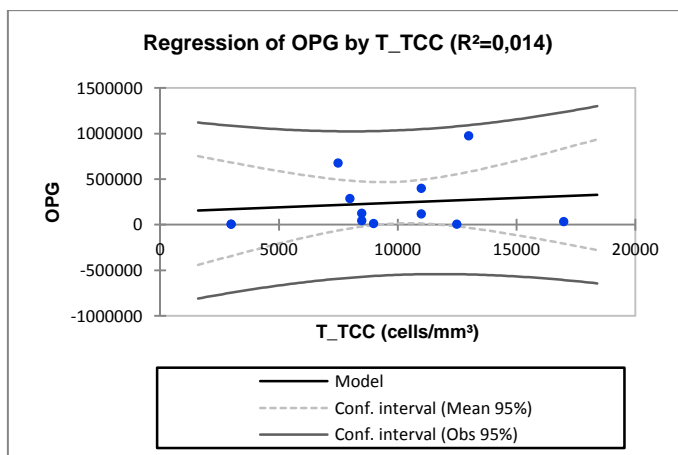 Regression of OPG by T_TCC (R²=0,014)
1500000
1000000
500000
0
-500000
-1000000
OPG
0
5000
10000
15000
20000
T_TCC (cells/mm³)
Model
Conf. interval (Mean 95%)
Conf. interval (Obs 95%)